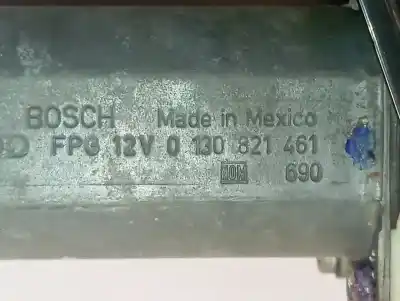 BOSCH Made in Mexico
FPG 12V 0 130 821 461
690